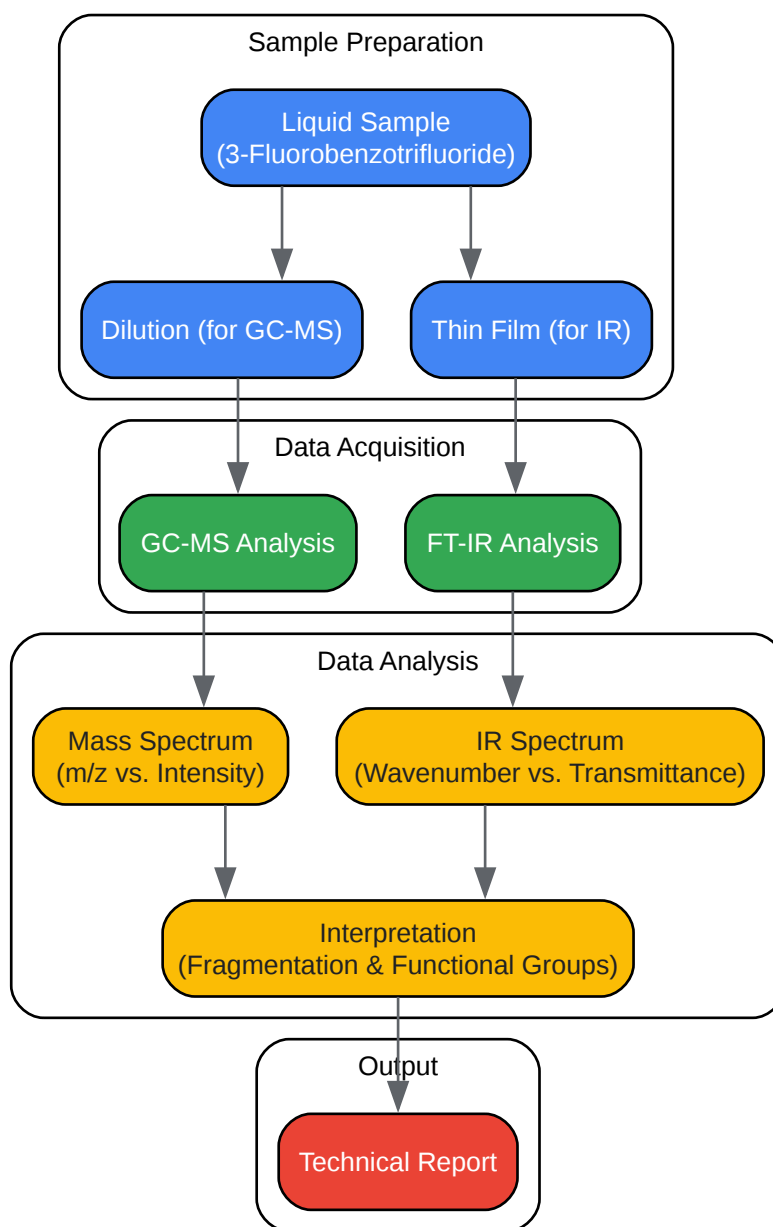 Sample Preparation
Liquid Sample
(3-Fluorobenzotrifluoride)
Dilution (for GC-MS)
Thin Film (for IR)
Data Acquisition
GC-MS Analysis
FT-IR Analysis
Data Analysis
Mass Spectrum
(m/z vs. Intensity)
IR Spectrum
(Wavenumber vs. Transmittance)
Interpretation
(Fragmentation & Functional Groups)
Output
Technical Report